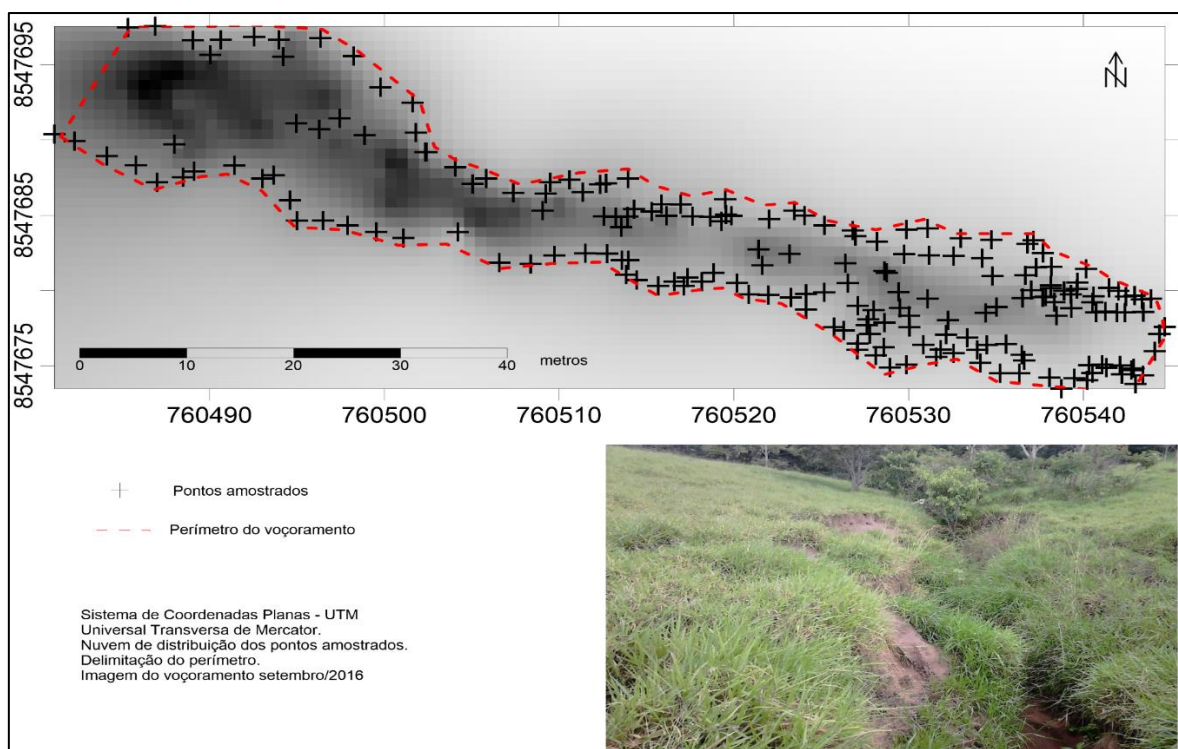 8547695
8547685
8547675
N
0
10
20
30
40
metros
760490
760500
760510
760520
760530
760540
Pontos amostrados
Perímetro do voçoramento
Sistema de Coordenadas Planas - UTM
Universal Transversa de Mercator.
Nuvem de distribuição dos pontos amostrados.
Delimitação do perímetro.
Imagem do voçoramento setembro/2016